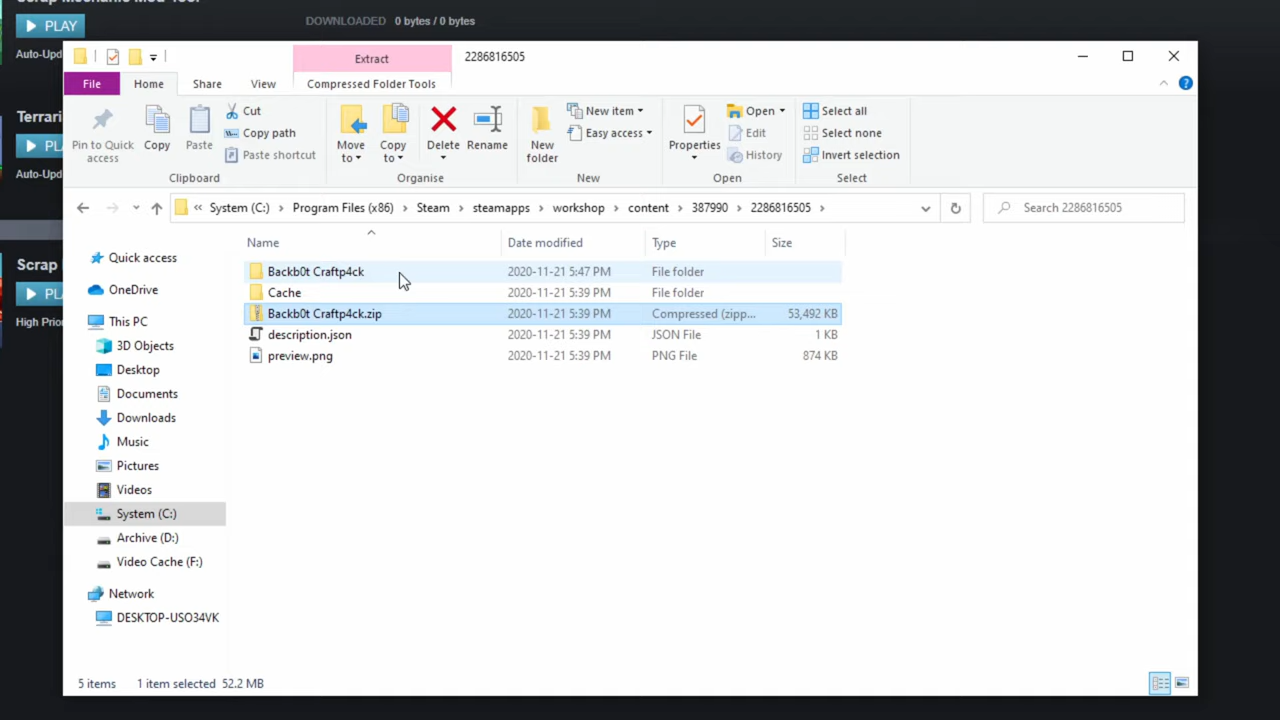 PLAY
DOWNLOADED 0 bytes / 0 bytes
Auto-Upd
Terrari
PL
Auto-Upd
Scrap
PL
High Prior
Extract
2286816505
File
Home
Share
View
Compressed Folder Tools
Pin to Quick access
Copy
Paste
Cut
Copy path
Paste shortcut
Clipboard
Move to
Copy to
Delete
Rename
Organise
New folder
New item
Easy access
New
Properties
Open
Edit
History
Open
Select all
Select none
Invert selection
Select
« System (C:) › Program Files (x86) › Steam › steamapps › workshop › content › 387990 › 2286816505 ›
Search 2286816505
Name Date modified Type Size
Backb0t Craftp4ck 2020-11-21 5:47 PM File folder
Cache 2020-11-21 5:39 PM File folder
Backb0t Craftp4ck.zip 2020-11-21 5:39 PM Compressed (zipp... 53,492 KB
description.json 2020-11-21 5:39 PM JSON File 1 KB
preview.png 2020-11-21 5:39 PM PNG File 874 KB
Quick access
OneDrive
This PC
3D Objects
Desktop
Documents
Downloads
Music
Pictures
Videos
System (C:)
Archive (D:)
Video Cache (F:)
Network
DESKTOP-USO34VK
5 items 1 item selected 52.2 MB